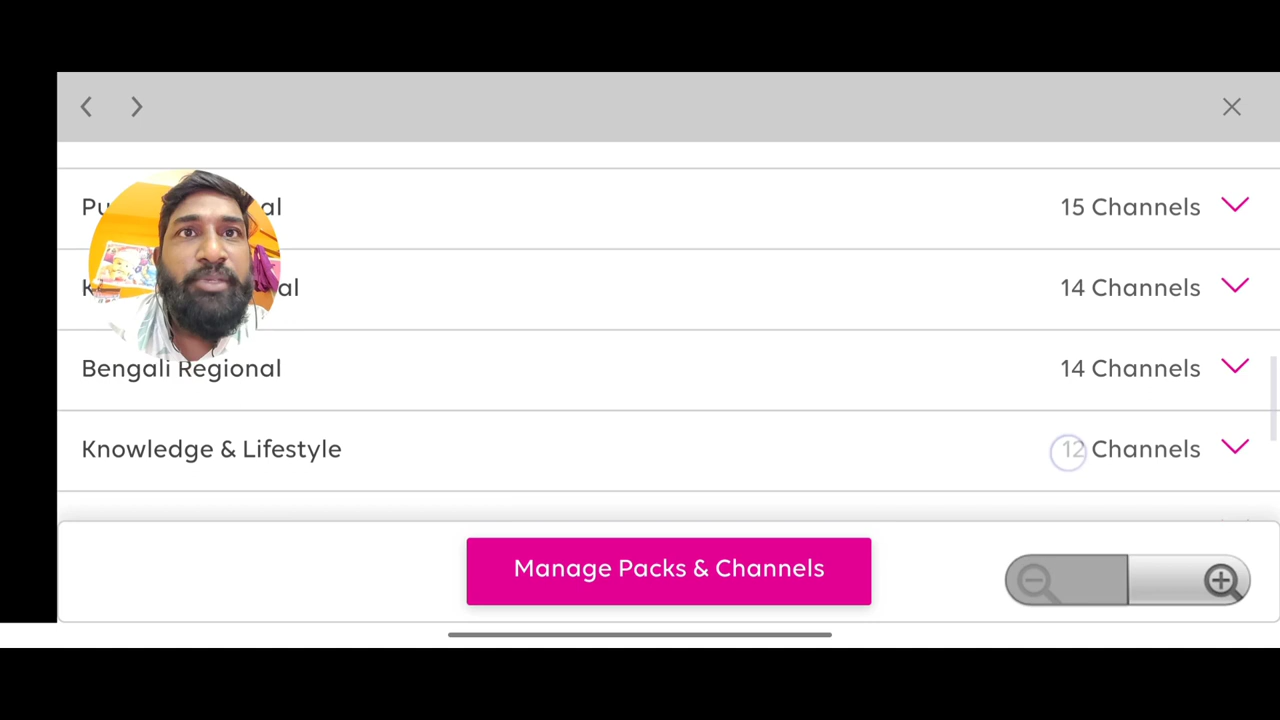 15 Channels
14 Channels
Bengali Regional
14 Channels
Knowledge & Lifestyle
12 Channels
Manage Packs & Channels